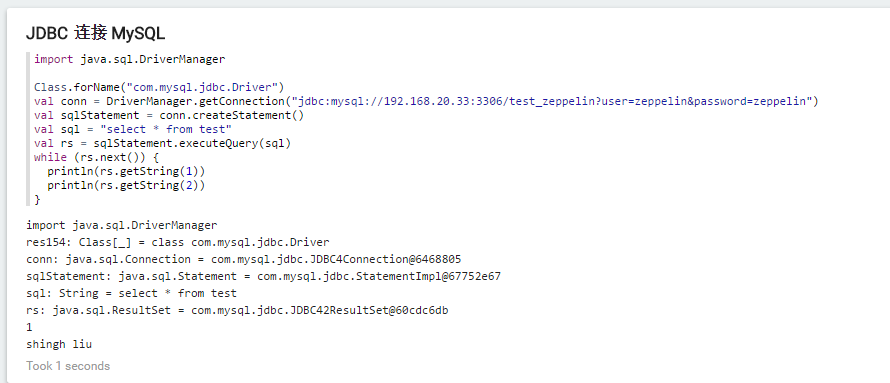 JDBC 连接 MySQL
import java.sql.DriverManager
Class.forName("com.mysql.jdbc.Driver")
val conn = DriverManager.getConnection("jdbc:mysql://192.168.20.33:3306/test_zeppelin?user=zeppelin&password=zeppelin")
val sqlStatement = conn.createStatement()
val sql = "select * from test"
val rs = sqlStatement.executeQuery(sql)
while (rs.next()) {
  println(rs.getString(1))
  println(rs.getString(2))
}
import java.sql.DriverManager
res154: Class[_] = class com.mysql.jdbc.Driver
conn: java.sql.Connection = com.mysql.jdbc.JDBC4Connection@6468805
sqlStatement: java.sql.Statement = com.mysql.jdbc.StatementImpl@67752e67
sql: String = select * from test
rs: java.sql.ResultSet = com.mysql.jdbc.JDBC42ResultSet@60cdc6db
1
shingh liu
Took 1 seconds